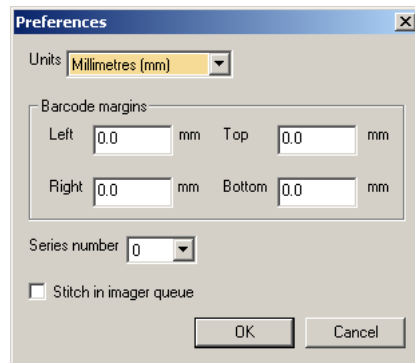 Preferences
Units Millimetres (mm)
Barcode margins
Left 0.0 mm Top 0.0 mm
Right 0.0 mm Bottom 0.0 mm
Series number 0
Stitch in imager queue
OK Cancel